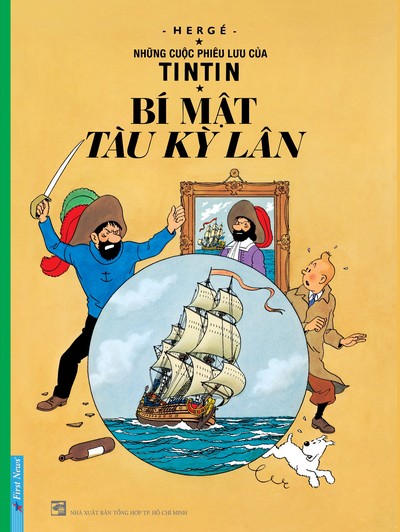 - HERGÉ -
NHỮNG CUỘC PHIÊU LƯU CỦA
TINTIN
BÍ MẬT
TÀU KỲ LÂN
First News
NHÀ XUẤT BẢN TỔNG HỢP TP. HỒ CHÍ MINH